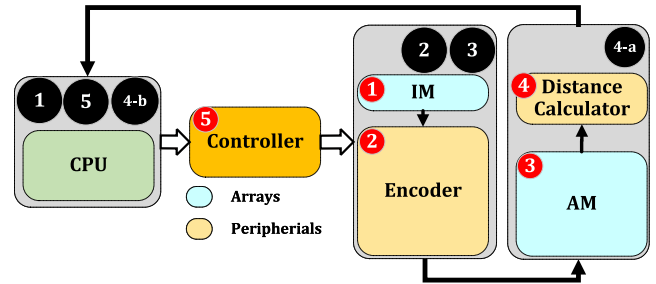 1
5
4-b
CPU
5
Controller
Arrays
Peripherials
2
3
1
IM
2
Encoder
4-a
4
Distance
Calculator
3
AM